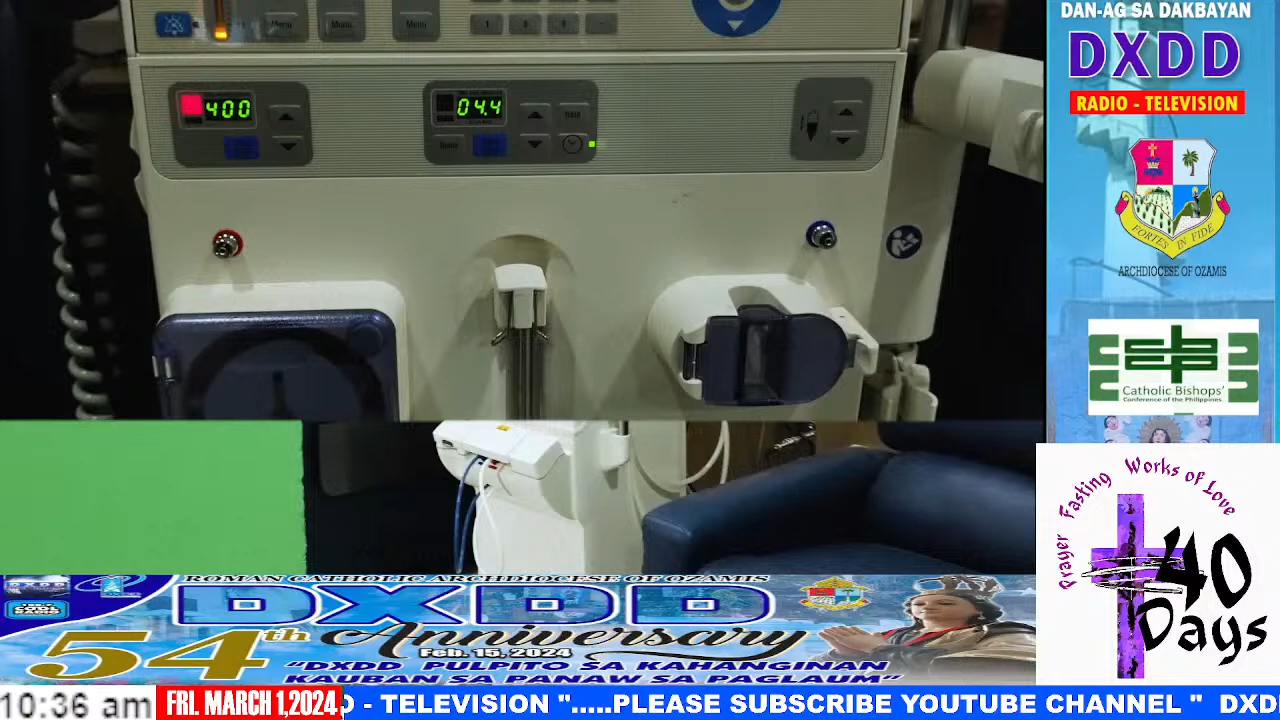 Menu
Menu
Menu
400
04.4
DAN-AG SA DAKBAYAN
DXDD
RADIO - TELEVISION
FORTES IN FIDE
ARCHDIOCESE OF OZAMIS
cbcp
Catholic Bishops'
Conference of the Philippines
Prayer Fasting Works of Love
40
Days
ROMAN CATHOLIC ARCHDIOCESE OF OZAMIS
DXDD
54th Anniversary
Feb. 15, 2024
"DXDD PULPITO SA KAHANGINAN
KAUBAN SA PANAW SA PAGLAUM"
10:36 am FRI. MARCH 1,2024 D - TELEVISION ".....PLEASE SUBSCRIBE YOUTUBE CHANNEL " DXD